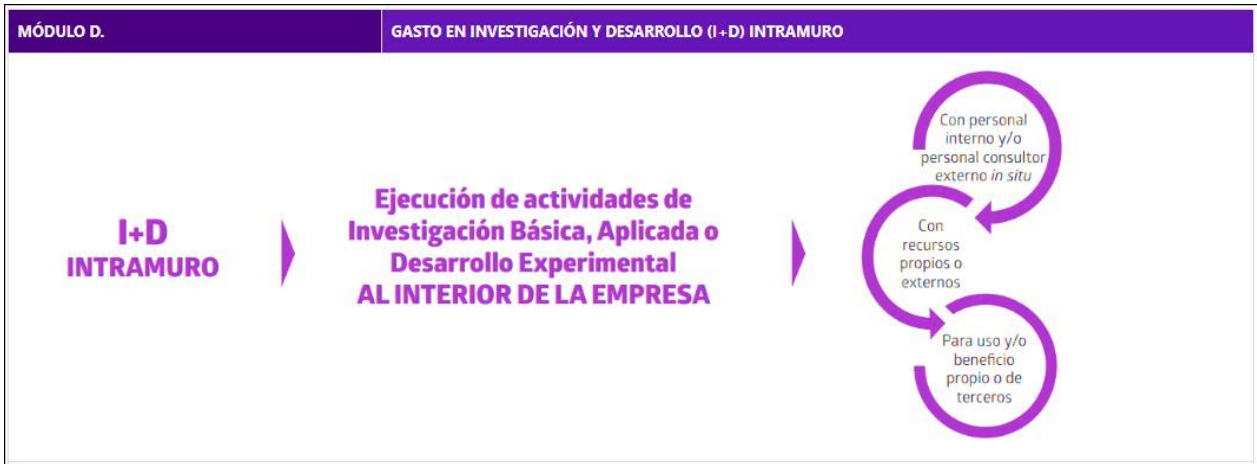 MÓDULO D.
GASTO EN INVESTIGACIÓN Y DESARROLLO (I+D) INTRAMURO
I+D
INTRAMURO
Ejecución de actividades de
Investigación Básica, Aplicada o
Desarrollo Experimental
AL INTERIOR DE LA EMPRESA
Con personal
interno y/o
personal consultor
externo in situ
Con
recursos
propios o
externos
Para uso y/o
beneficio
propio o de
terceros